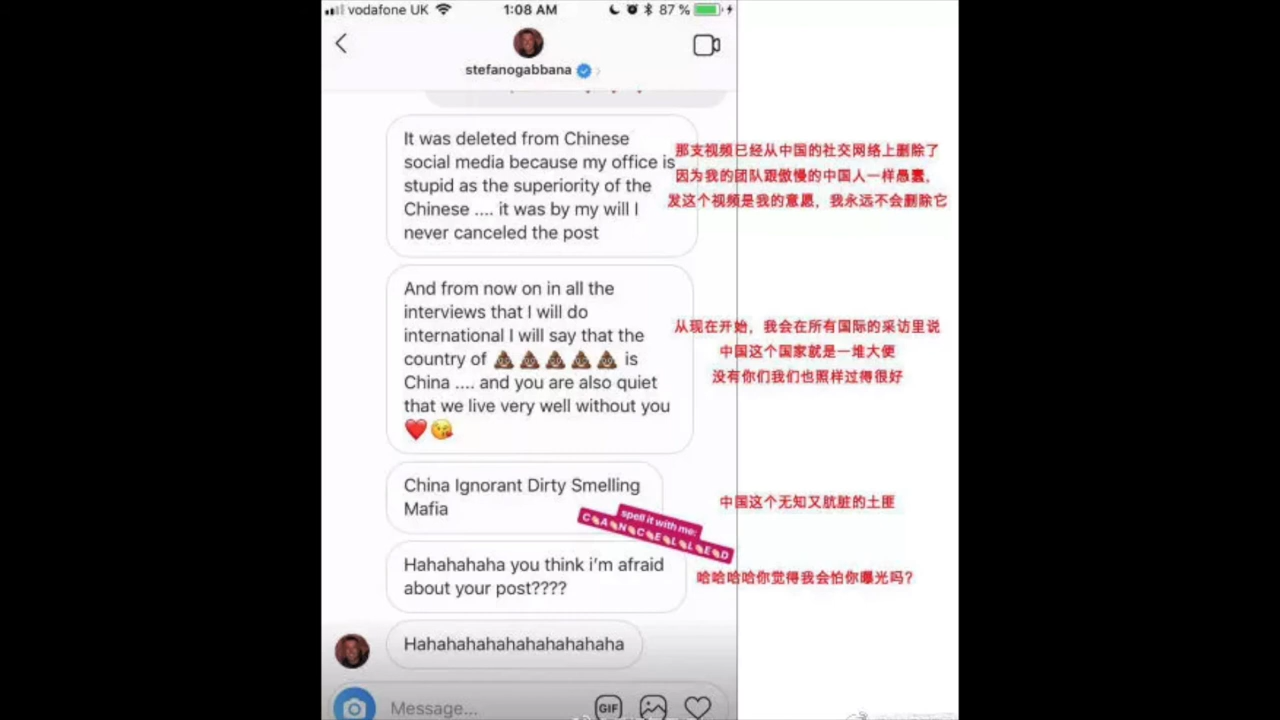 vodafone UK 1:08 AM 87 %
stefanogabbana
It was deleted from Chinese
social media because my office is
stupid as the superiority of the
Chinese .... it was by my will I
never canceled the post
那支视频已经从中国的社交网络上删除了
因为我的团队跟傲慢的中国人一样愚蠢，
发这个视频是我的意愿，我永远不会删除它
And from now on in all the
interviews that I will do
international I will say that the
country of 💩💩💩💩💩 is
China .... and you are also quiet
that we live very well without you
❤️😘
从现在开始，我会在所有国际的采访里说
中国这个国家就是一堆大便
没有你们我们也照样过得很好
China Ignorant Dirty Smelling
Mafia
中国这个无知又肮脏的土匪
spell it with me:
C🥟A🥟N🥟C🥟E🥟L🥟L🥟E🥟D
Hahahahaha you think i'm afraid
about your post????
哈哈哈哈你觉得我会怕你曝光吗?
Hahahahahahahahahahaha
Message...
GIF